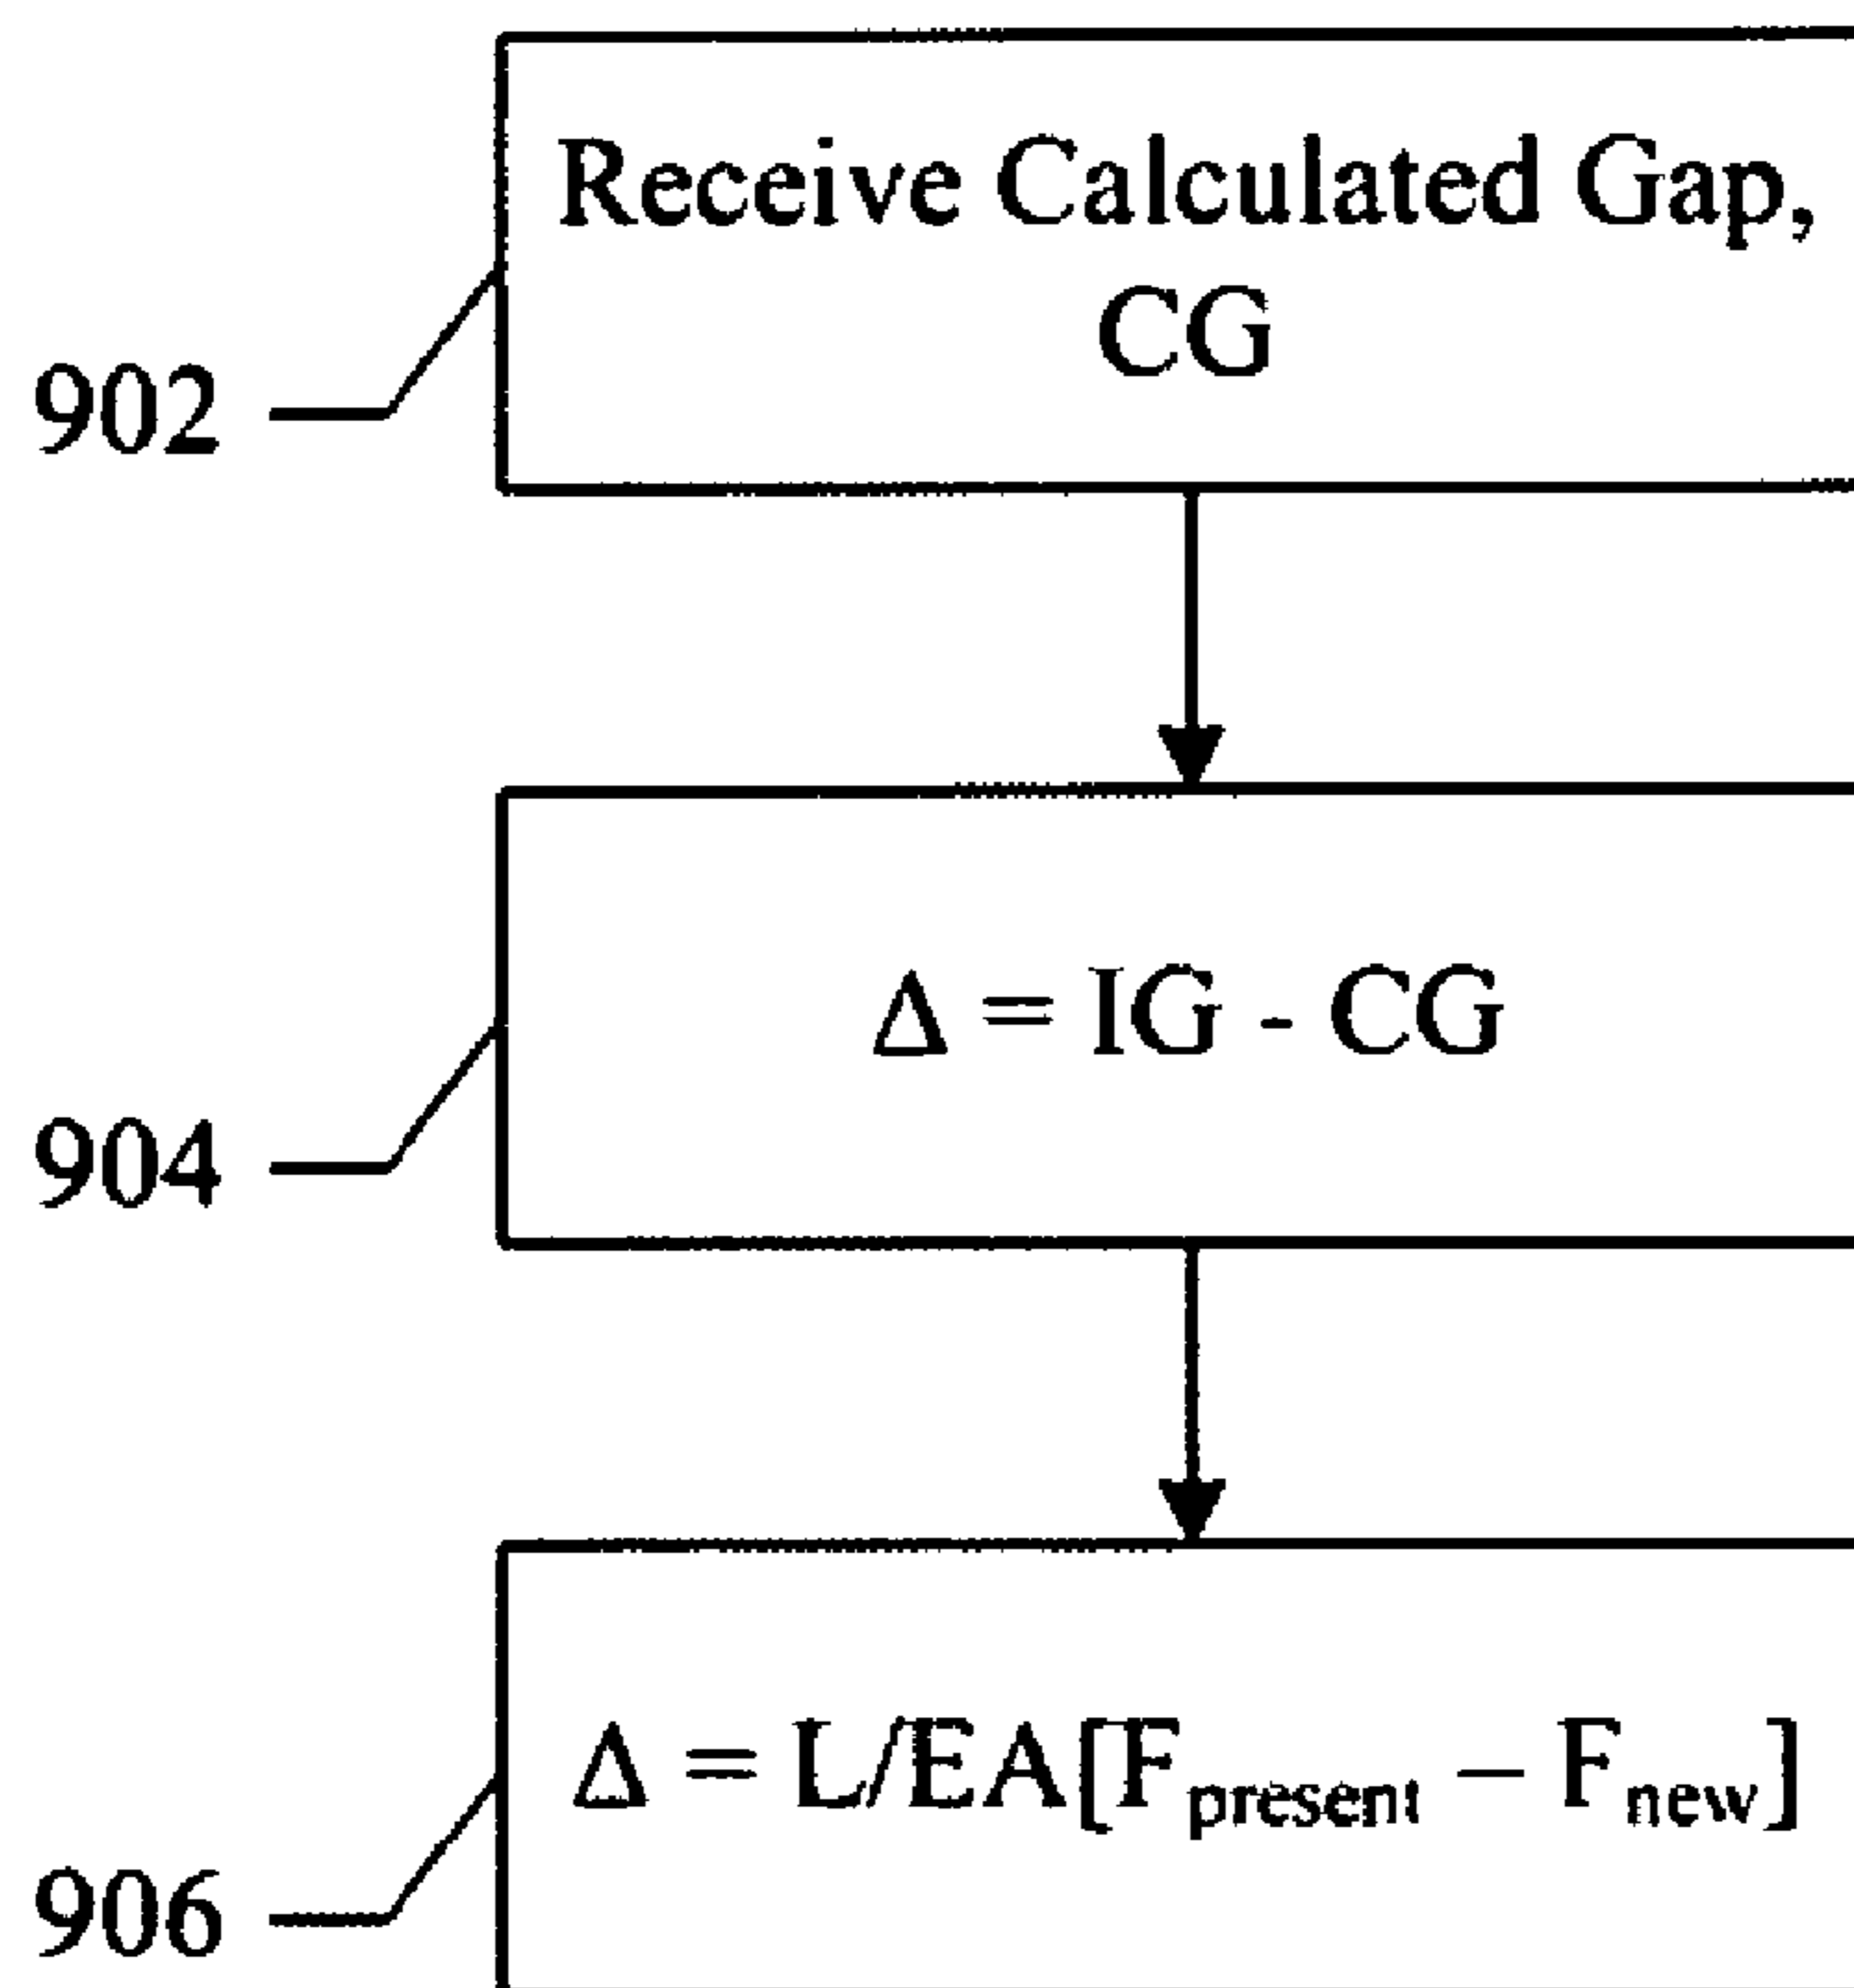 Receive Calculated Gap,
CG
902
Δ = IG - CG
904
Δ = L/EA[F_present – F_new]
906